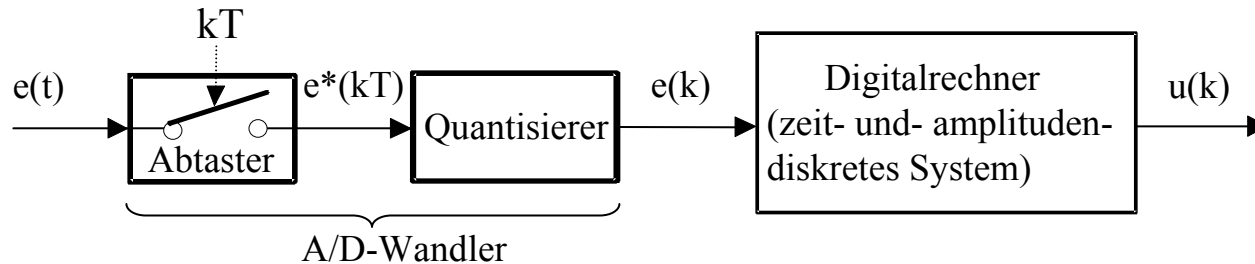 kT
e(t)
e*(kT)
e(k)
u(k)
Abtaster
Quantisierer
Digitalrechner
(zeit- und- amplituden-
diskretes System)
A/D-Wandler